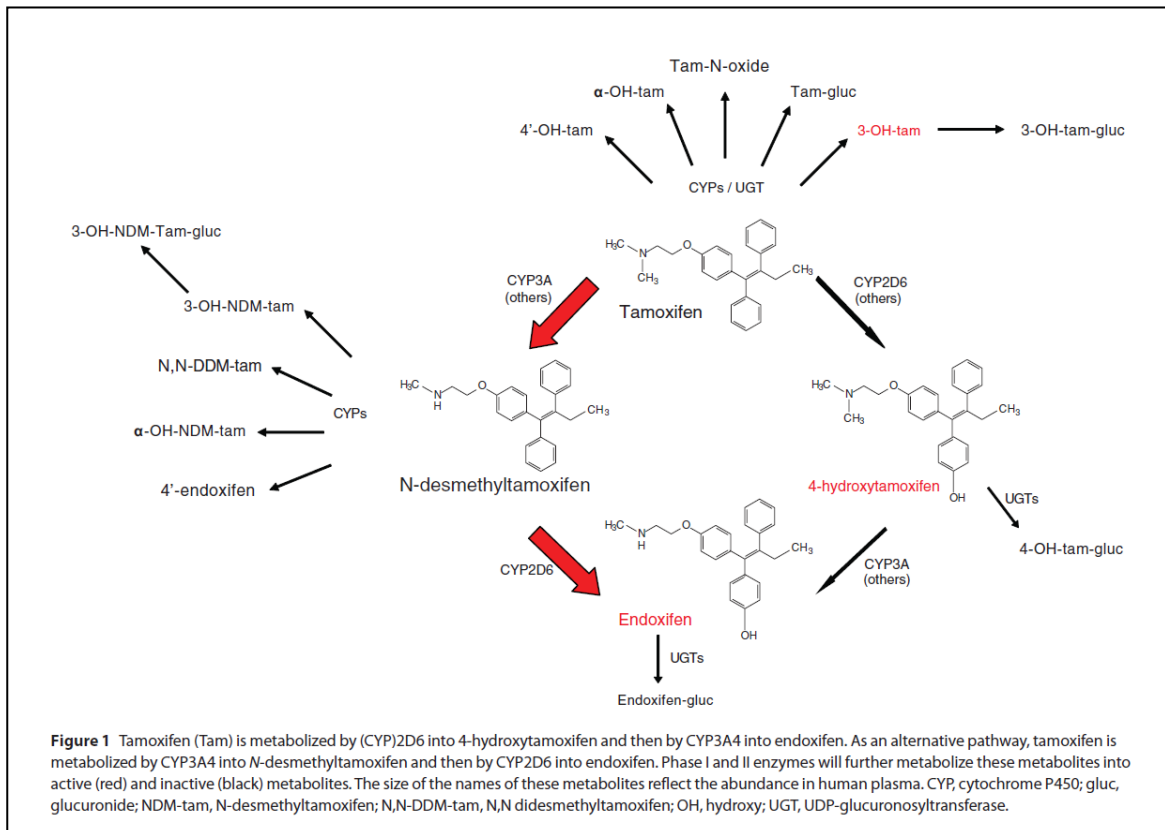 Tam-N-oxide
α-OH-tam
Tam-gluc
4'-OH-tam
3-OH-tam
3-OH-tam-gluc
CYPs / UGT
3-OH-NDM-Tam-gluc
H₃C
N
CH₃
O
CH₃
CYP3A
(others)
CYP2D6
(others)
Tamoxifen
3-OH-NDM-tam
N,N-DDM-tam
CYPs
α-OH-NDM-tam
4'-endoxifen
H₃C
N
H
O
CH₃
N-desmethyltamoxifen
H₃C
N
CH₃
O
CH₃
OH
4-hydroxytamoxifen
UGTs
4-OH-tam-gluc
CYP2D6
H₃C
N
H
O
CH₃
OH
CYP3A
(others)
Endoxifen
UGTs
Endoxifen-gluc
Figure 1 Tamoxifen (Tam) is metabolized by (CYP)2D6 into 4-hydroxytamoxifen and then by CYP3A4 into endoxifen. As an alternative pathway, tamoxifen is
metabolized by CYP3A4 into N-desmethyltamoxifen and then by CYP2D6 into endoxifen. Phase I and II enzymes will further metabolize these metabolites into
active (red) and inactive (black) metabolites. The size of the names of these metabolites reflect the abundance in human plasma. CYP, cytochrome P450; gluc,
glucuronide; NDM-tam, N-desmethyltamoxifen; N,N-DDM-tam, N,N didesmethyltamoxifen; OH, hydroxy; UGT, UDP-glucuronosyltransferase.